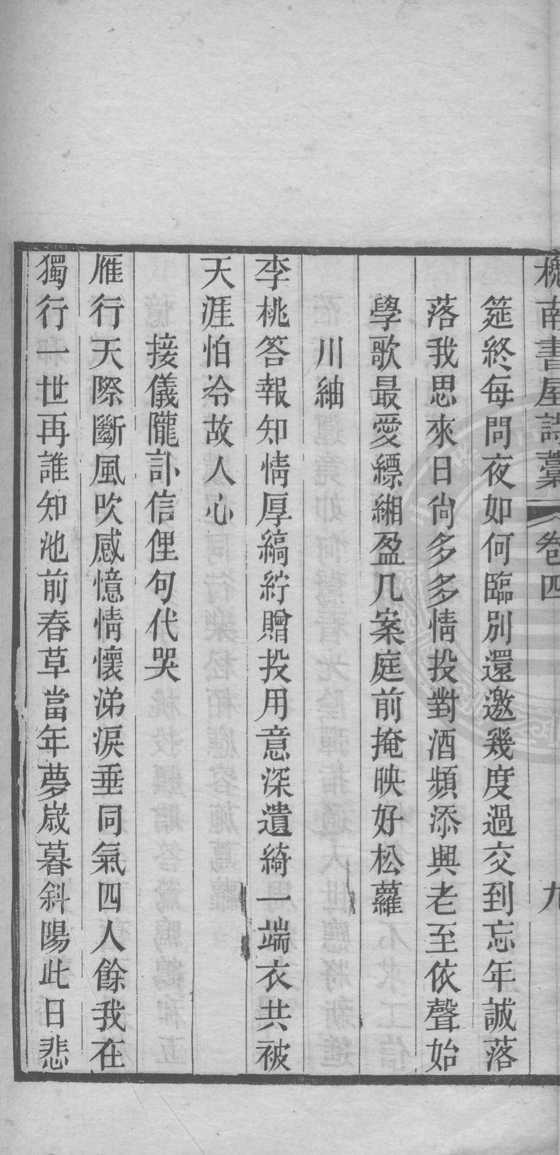 槐南書屋詩藁 卷四 九
筵終每問夜如何臨別還邀幾度過交到忘年誠落
落我思來日尙多多情投對酒頻添興老至依聲始
學歌最愛縹緗盈几案庭前掩映好松蘿
川紬
李桃答報知情厚縞紵贈投用意深遺綺一端衣共被
天涯怕冷故人心
接儀隴訃信俚句代哭
雁行天際斷風吹感憶情懷涕淚垂同氣四人餘我在
獨行一世再誰知池前春草當年夢歲暮斜陽此日悲